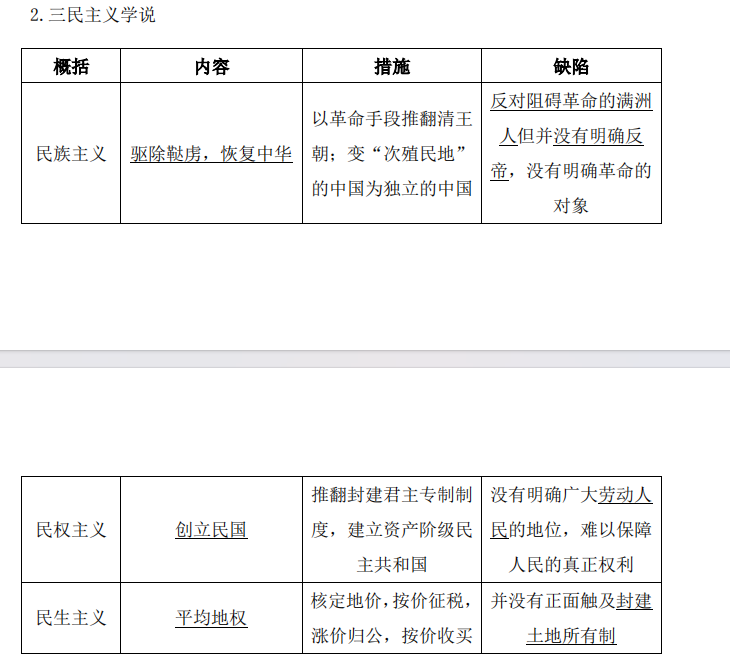 2.三民主义学说
概括 内容 措施 缺陷
民族主义
驱除鞑虏，恢复中华
以革命手段推翻清王
朝；变“次殖民地”
的中国为独立的中国
反对阻碍革命的满洲
人但并没有明确反
帝，没有明确革命的
对象
民权主义
创立民国
推翻封建君主专制制
度，建立资产阶级民
主共和国
没有明确广大劳动人
民的地位，难以保障
人民的真正权利
民生主义
平均地权
核定地价，按价征税，
涨价归公，按价收买
并没有正面触及封建
土地所有制